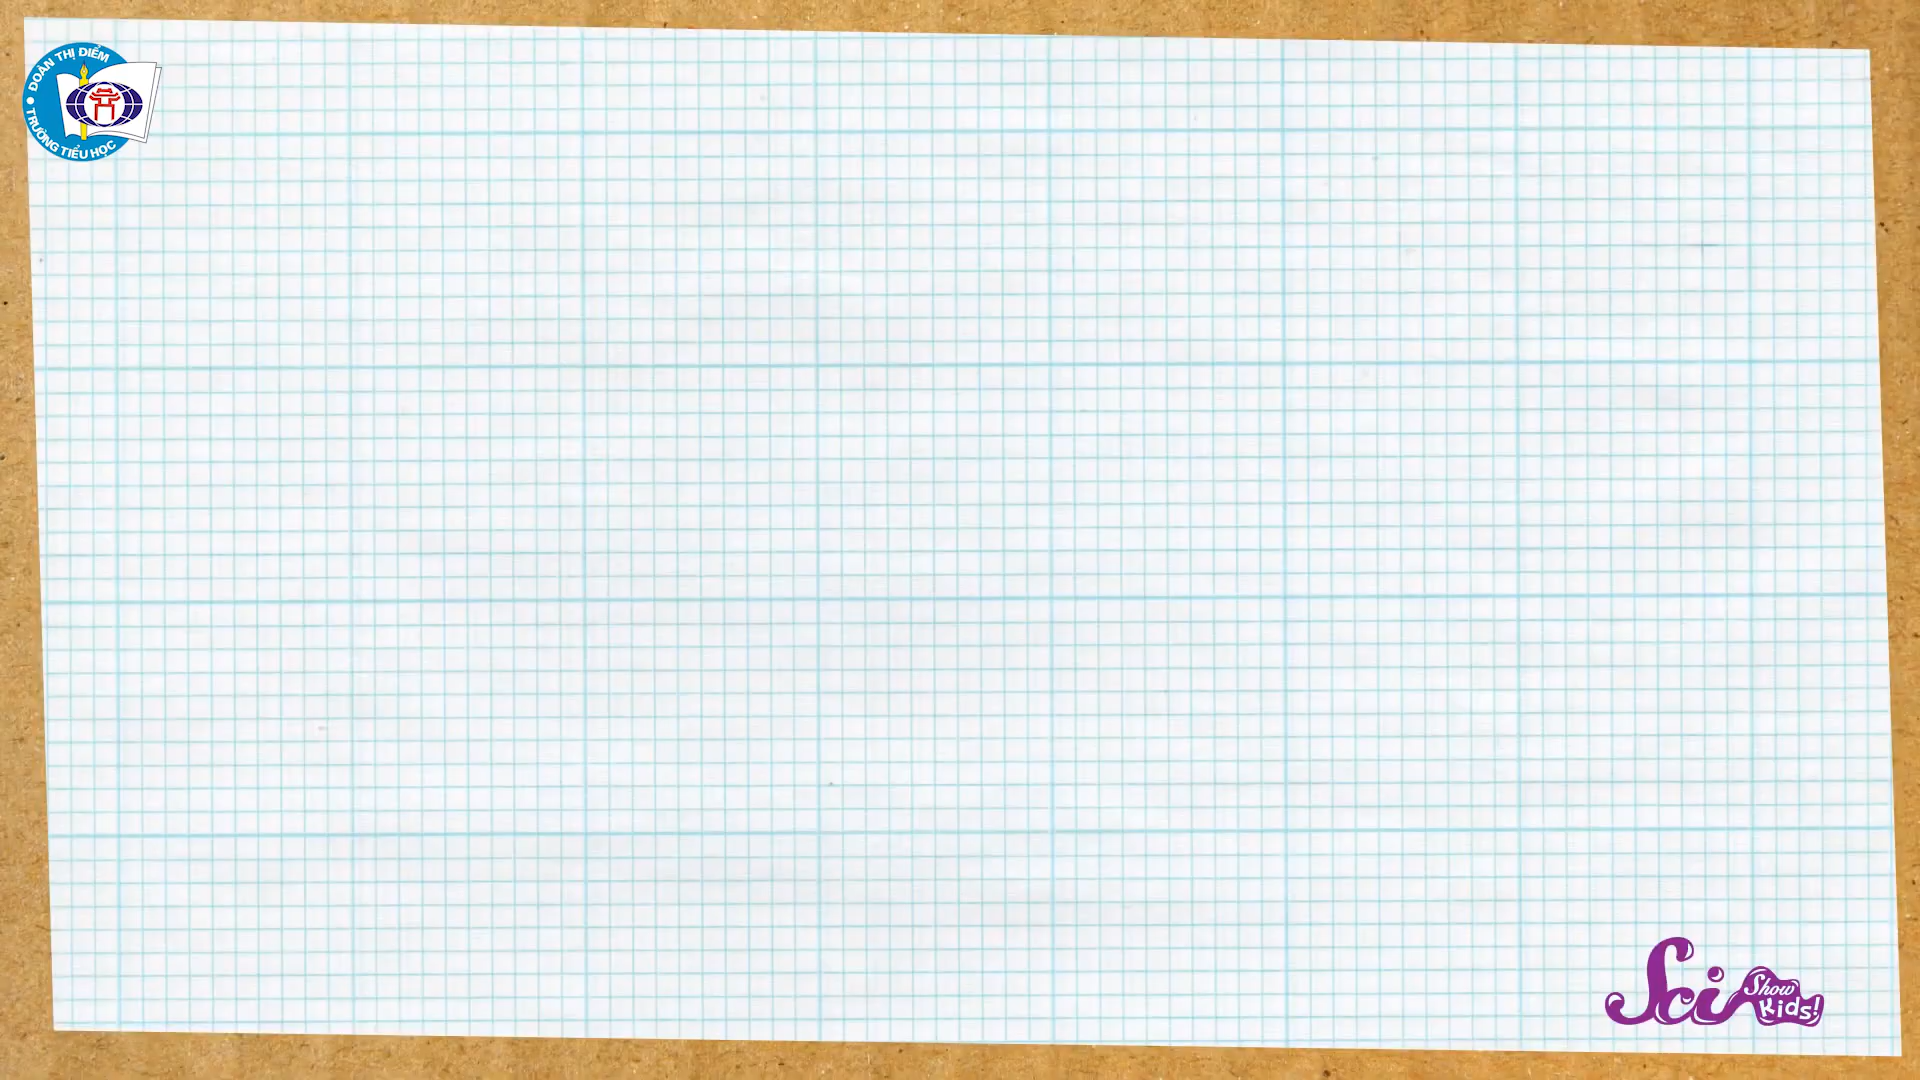 ĐOÀN THỊ ĐIỂM
TRƯỜNG TIỂU HỌC
Sci Show Kids!